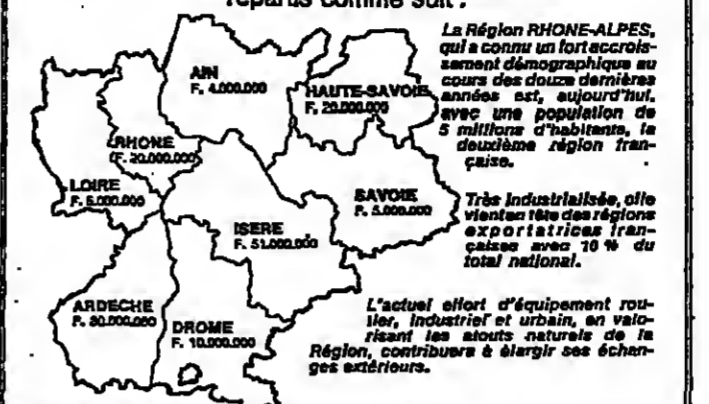 répartis comme suit :
La Région RHONE-ALPES,
qui a connu un fort accrois-
sement démographique au
cours des douze dernières
années est, aujourd'hui,
avec une population de
5 millions d'habitants, la
deuxième région fran-
çaise.
Très industrialisée, elle
vient en tête des régions
exportatrices fran-
çaises avec 10 % du
total national.
L'actuel effort d'équipement rou-
tier, industriel et urbain, en valo-
risant les atouts naturels de la
Région, contribuera à élargir ses échan-
ges extérieurs.
AIN
F. 4.000.000
HAUTE-SAVOIE
F. 20.000.000
RHONE
F. 20.000.000
LOIRE
F. 5.000.000
SAVOIE
F. 5.000.000
ISERE
F. 51.000.000
ARDECHE
F. 30.000.000
DROME
F. 10.000.000